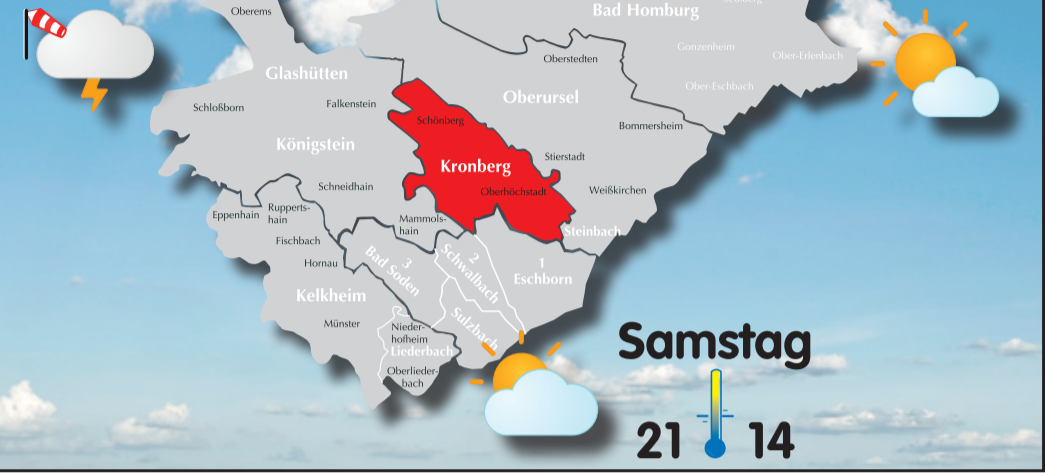 Oberems
Bad Homburg
Gonzenheim
Ober-Erlenbach
Oberstedten
Glashütten
Ober-Eschbach
Schloßborn
Falkenstein
Oberursel
Schönberg
Bommersheim
Königstein
Kronberg
Stierstadt
Schneidhain
Oberhöchstadt
Weißkirchen
Eppenhain
Rupperts-
hain
Mammols-
hain
Steinbach
Fischbach
Hornau
3
Bad Soden
2
Schwalbach
1
Eschborn
Kelkheim
Münster
Nieder-
hofheim
Sulzbach
Liederbach
Oberlieder-
bach
Samstag
21 14